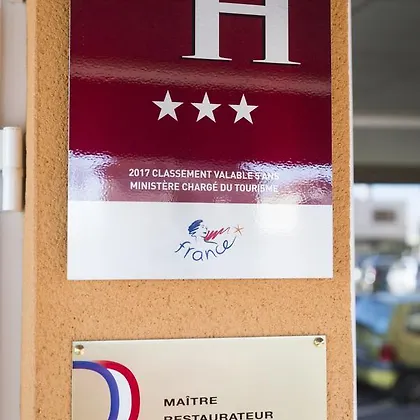 H
2017 CLASSEMENT VALABLE 5 ANS
MINISTÈRE CHARGÉ DU TOURISME
france
MAÎTRE
RESTAURATEUR